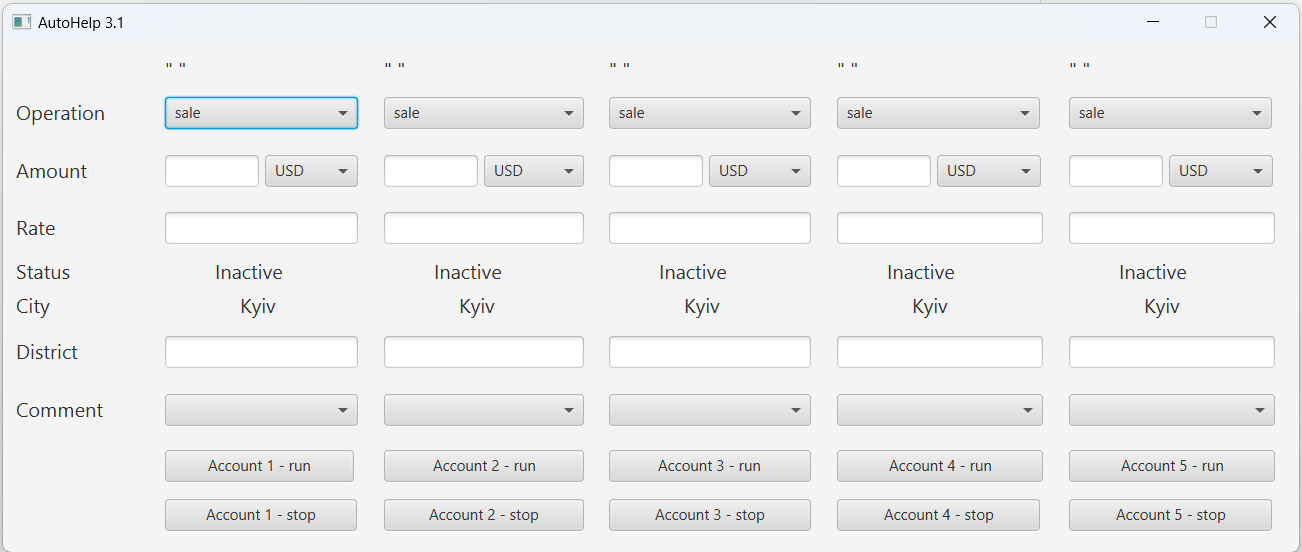 AutoHelp 3.1
" " " " " " " " " "
Operation sale sale sale sale sale
Amount USD USD USD USD USD
Rate
Status Inactive Inactive Inactive Inactive Inactive
City Kyiv Kyiv Kyiv Kyiv Kyiv
District
Comment
Account 1 - run Account 2 - run Account 3 - run Account 4 - run Account 5 - run
Account 1 - stop Account 2 - stop Account 3 - stop Account 4 - stop Account 5 - stop